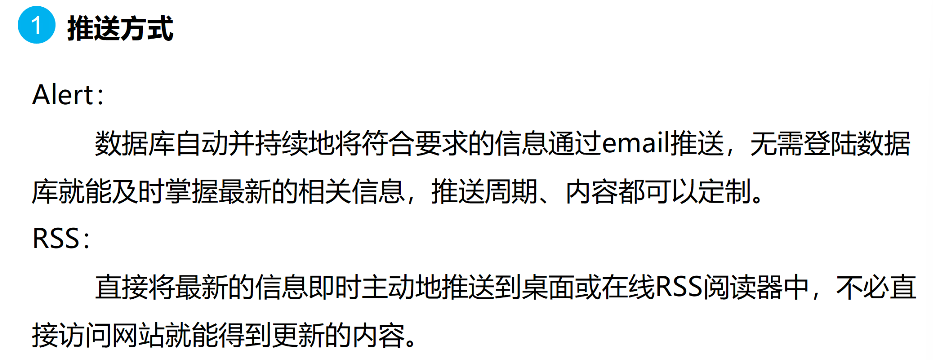 1 推送方式
Alert：
数据库自动并持续地将符合要求的信息通过email推送，无需登陆数据
库就能及时掌握最新的相关信息，推送周期、内容都可以定制。
RSS：
直接将最新的信息即时主动地推送到桌面或在线RSS阅读器中，不必直
接访问网站就能得到更新的内容。